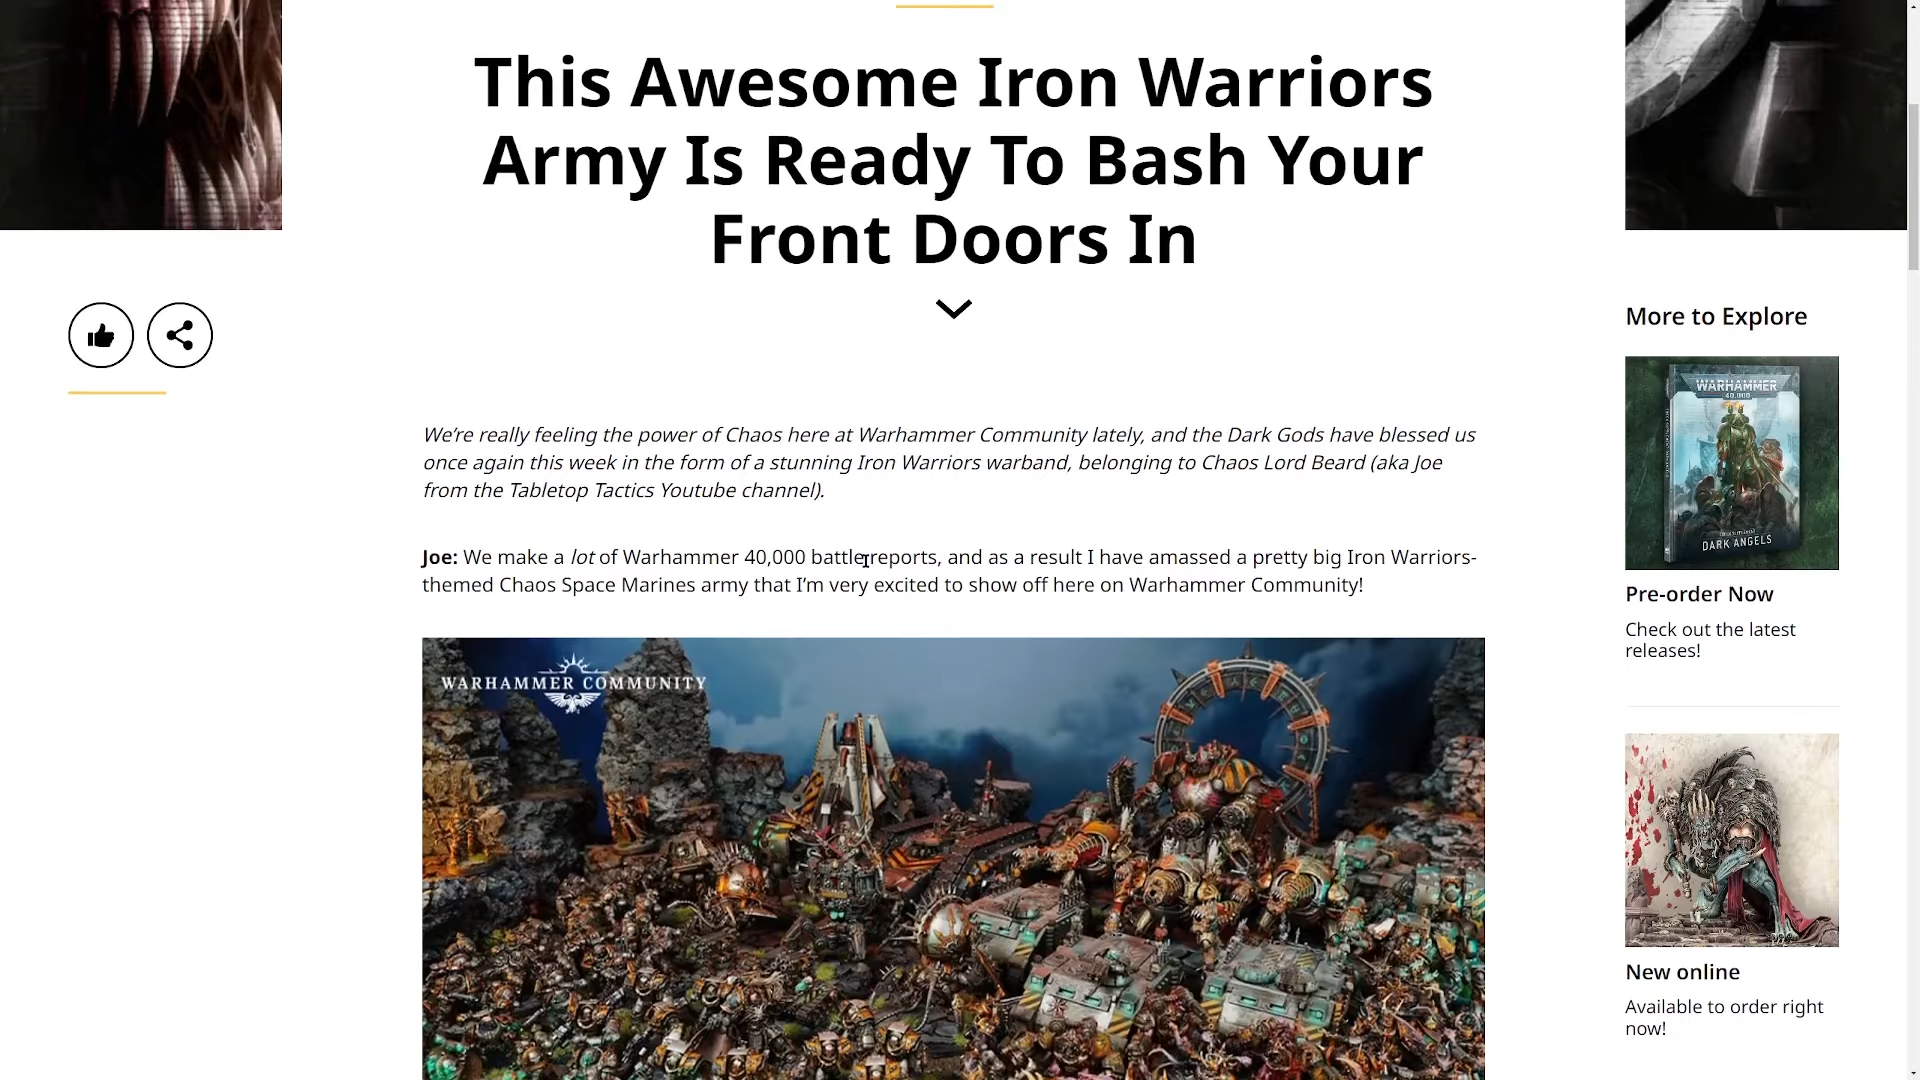 This Awesome Iron Warriors
Army Is Ready To Bash Your
Front Doors In
We’re really feeling the power of Chaos here at Warhammer Community lately, and the Dark Gods have blessed us
once again this week in the form of a stunning Iron Warriors warband, belonging to Chaos Lord Beard (aka Joe
from the Tabletop Tactics Youtube channel).
Joe: We make a lot of Warhammer 40,000 battle reports, and as a result I have amassed a pretty big Iron Warriors-
themed Chaos Space Marines army that I’m very excited to show off here on Warhammer Community!
WARHAMMER COMMUNITY
More to Explore
WARHAMMER
40,000
DARK ANGELS
Pre-order Now
Check out the latest
releases!
New online
Available to order right
now!